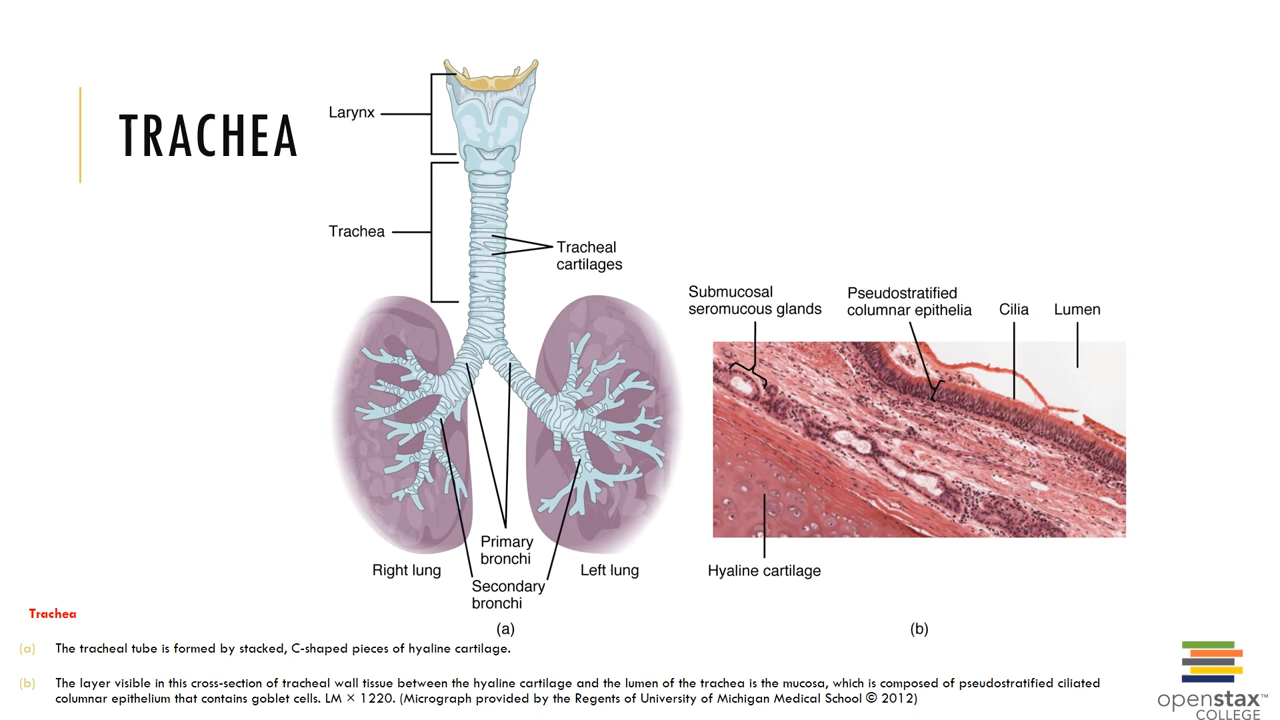 TRACHEA
Larynx
Trachea
Tracheal
cartilages
Submucosal
seromucous glands
Pseudostratified
columnar epithelia
Cilia
Lumen
Primary
bronchi
Right lung
Left lung
Secondary
bronchi
Hyaline cartilage
(a)
(b)
Trachea
(a) The tracheal tube is formed by stacked, C-shaped pieces of hyaline cartilage.
(b) The layer visible in this cross-section of tracheal wall tissue between the hyaline cartilage and the lumen of the trachea is the mucosa, which is composed of pseudostratified ciliated
columnar epithelium that contains goblet cells. LM × 1220. (Micrograph provided by the Regents of University of Michigan Medical School © 2012)
openstax™
COLLEGE